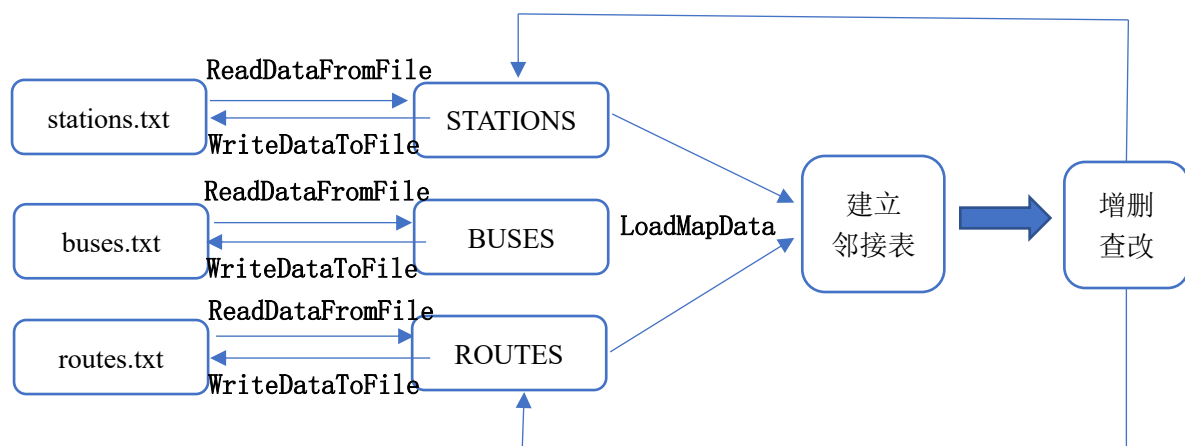 ReadDataFromFile
stations.txt
STATIONS
WriteDataToFile
ReadDataFromFile
buses.txt
BUSES
WriteDataToFile
ReadDataFromFile
routes.txt
ROUTES
WriteDataToFile
LoadMapData
建立
邻接表
增删
查改